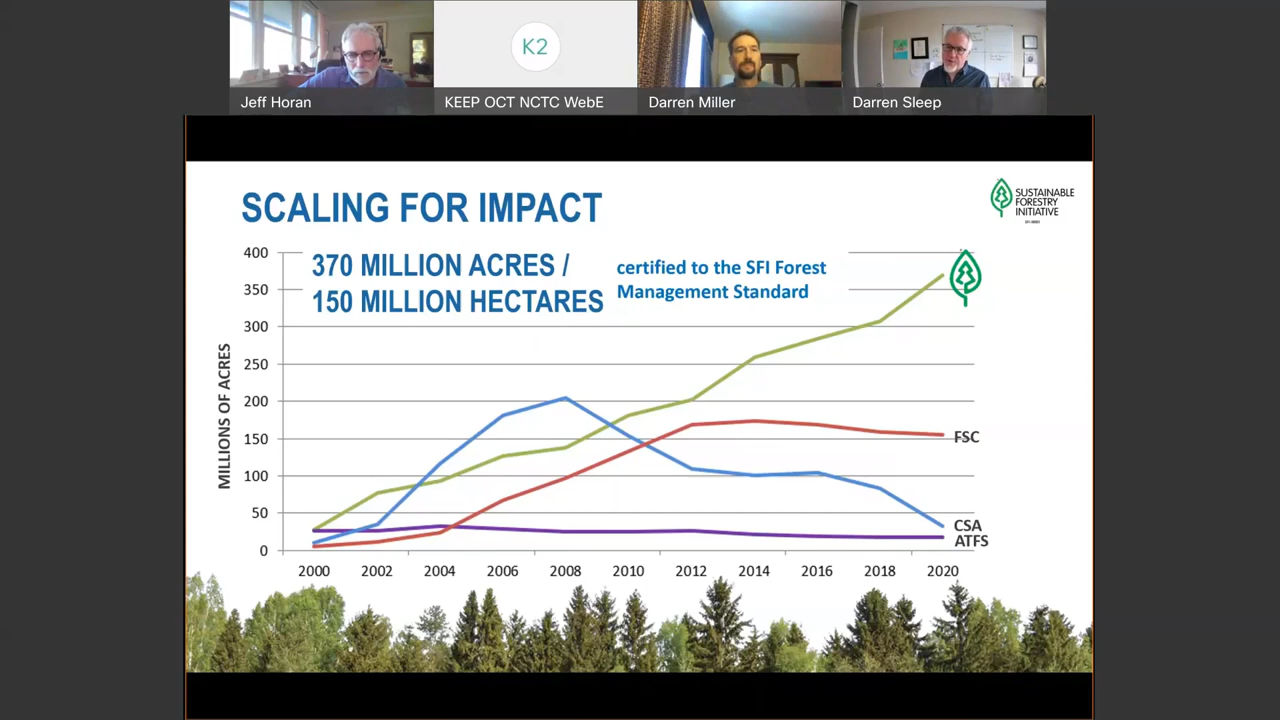 K2
Jeff Horan
KEEP OCT NCTC WebE
Darren Miller
Darren Sleep
SCALING FOR IMPACT
SUSTAINABLE
FORESTRY
INITIATIVE
370 MILLION ACRES /
150 MILLION HECTARES
certified to the SFI Forest
Management Standard
MILLIONS OF ACRES
400
350
300
250
200
150
100
50
0
FSC
CSA
ATFS
2000 2002 2004 2006 2008 2010 2012 2014 2016 2018 2020